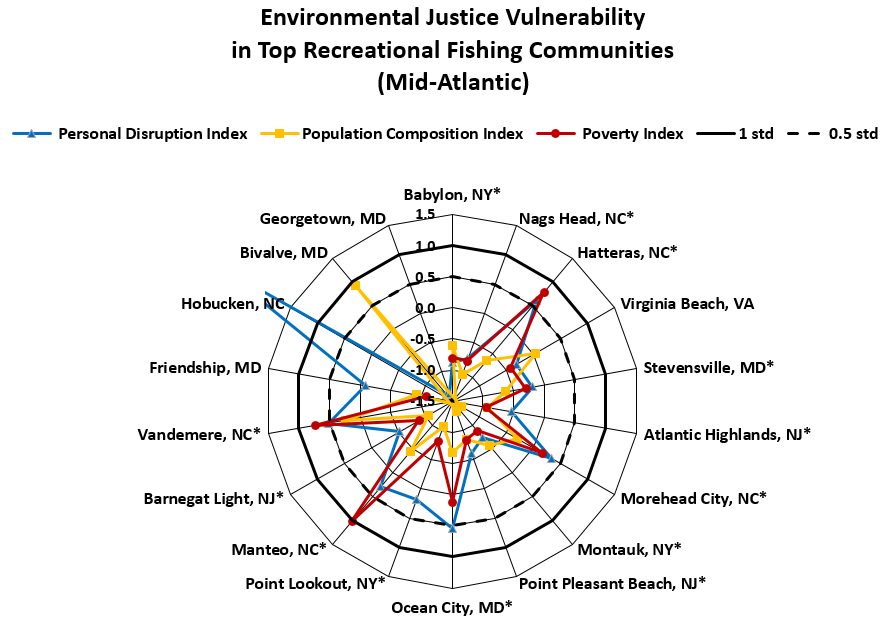 Environmental Justice Vulnerability
in Top Recreational Fishing Communities
(Mid-Atlantic)
Personal Disruption Index
Population Composition Index
Poverty Index
1 std
0.5 std
Babylon, NY*
Georgetown, MD
1.5
Nags Head, NC*
Bivalve, MD
1.0
Hatteras, NC*
0.5
Hobucken, NC
0.0
Virginia Beach, VA
-0.5
Friendship, MD
-1.0
Stevensville, MD*
-1.5
Vandemere, NC*
Atlantic Highlands, NJ*
Barnegat Light, NJ*
Morehead City, NC*
Manteo, NC*
Montauk, NY*
Point Lookout, NY*
Point Pleasant Beach, NJ*
Ocean City, MD*